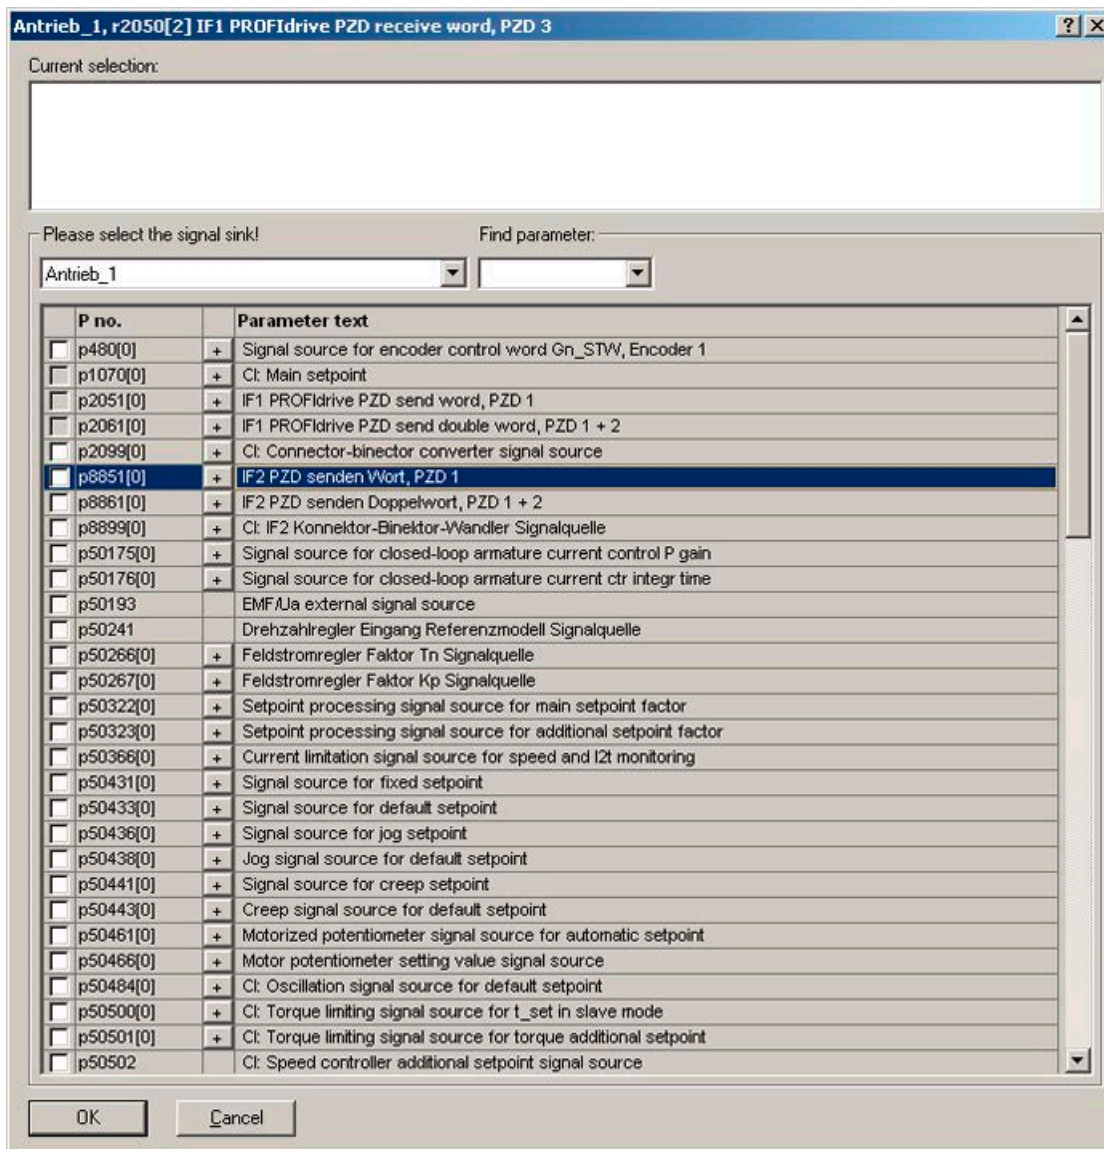 Antrieb_1, r2050[2] IF1 PROFIdrive PZD receive word, PZD 3
Current selection:
Please select the signal sink! Find parameter:
Antrieb_1
P no. Parameter text
p480[0] + Signal source for encoder control word Gn_STW, Encoder 1
p1070[0] + CI: Main setpoint
p2051[0] + IF1 PROFIdrive PZD send word, PZD 1
p2061[0] + IF1 PROFIdrive PZD send double word, PZD 1 + 2
p2099[0] + CI: Connector-binector converter signal source
p8851[0] + IF2 PZD senden Wort, PZD 1
p8861[0] + IF2 PZD senden Doppelwort, PZD 1 + 2
p8899[0] + CI: IF2 Konnektor-Binektor-Wandler Signalquelle
p50175[0] + Signal source for closed-loop armature current control P gain
p50176[0] + Signal source for closed-loop armature current ctr integr time
p50193 EMF/Ua external signal source
p50241 Drehzahlregler Eingang Referenzmodell Signalquelle
p50266[0] + Feldstromregler Faktor Tn Signalquelle
p50267[0] + Feldstromregler Faktor Kp Signalquelle
p50322[0] + Setpoint processing signal source for main setpoint factor
p50323[0] + Setpoint processing signal source for additional setpoint factor
p50366[0] + Current limitation signal source for speed and I2t monitoring
p50431[0] + Signal source for fixed setpoint
p50433[0] + Signal source for default setpoint
p50436[0] + Signal source for jog setpoint
p50438[0] + Jog signal source for default setpoint
p50441[0] + Signal source for creep setpoint
p50443[0] + Creep signal source for default setpoint
p50461[0] + Motorized potentiometer signal source for automatic setpoint
p50466[0] + Motor potentiometer setting value signal source
p50484[0] + CI: Oscillation signal source for default setpoint
p50500[0] + CI: Torque limiting signal source for t_set in slave mode
p50501[0] + CI: Torque limiting signal source for torque additional setpoint
p50502 CI: Speed controller additional setpoint signal source
OK Cancel